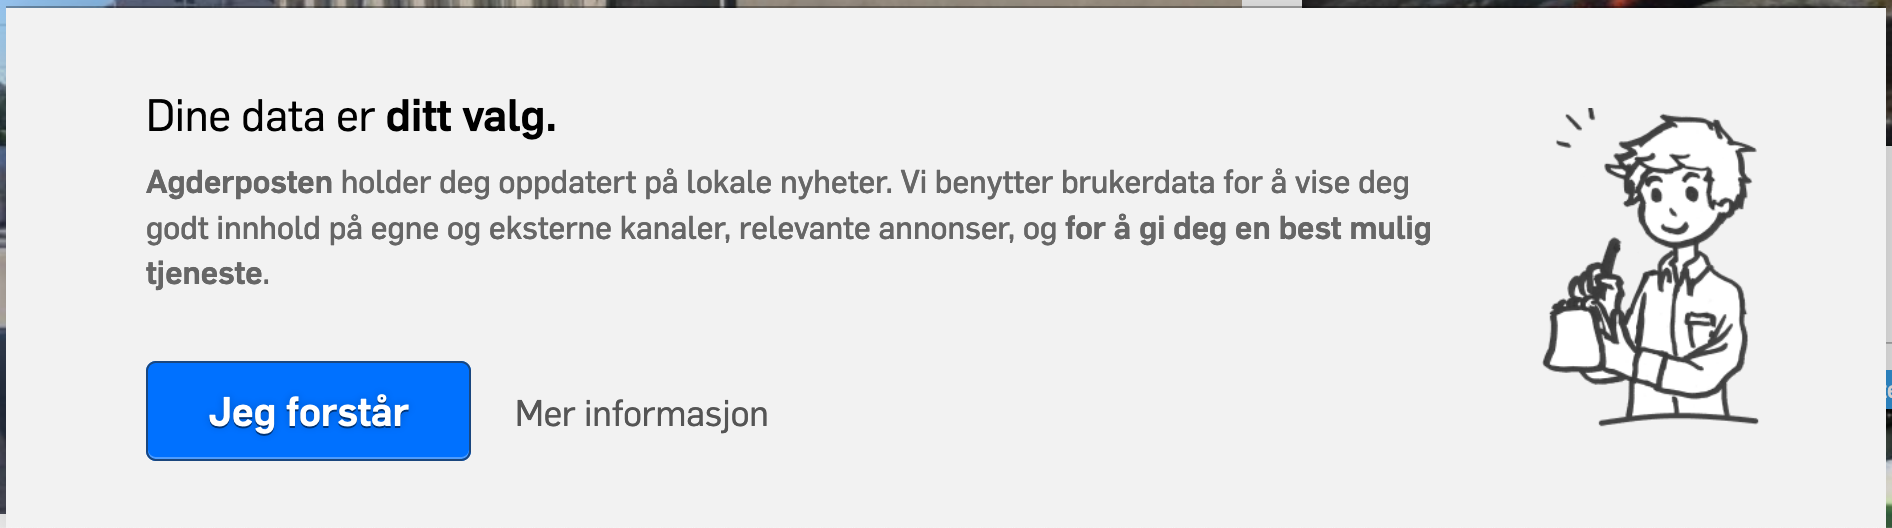 Dine data er ditt valg.
Agderposten holder deg oppdatert på lokale nyheter. Vi benytter brukerdata for å vise deg
godt innhold på egne og eksterne kanaler, relevante annonser, og for å gi deg en best mulig
tjeneste.
Jeg forstår
Mer informasjon